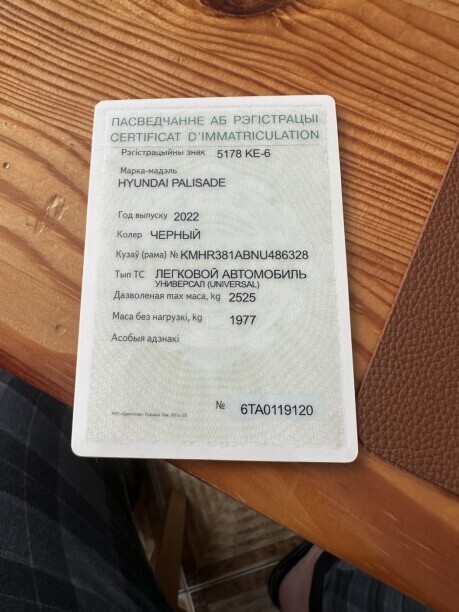 ПАСВЕДЧАННЕ АБ РЭГІСТРАЦЫІ
CERTIFICAT D'IMMATRICULATION
Рэгістрацыйны знак 5178 KE-6
Марка-мадэль
HYUNDAI PALISADE
Год выпуску 2022
Колер ЧЕРНЫЙ
Кузаў (рама) № KMHR381ABNU486328
Тып ТС ЛЕГКОВОЙ АВТОМОБИЛЬ
УНИВЕРСАЛ (UNIVERSAL)
Дазволеная max маса, kg 2525
Маса без нагрузкі, kg 1977
Асобыя адзнакі
№ 6TA0119120